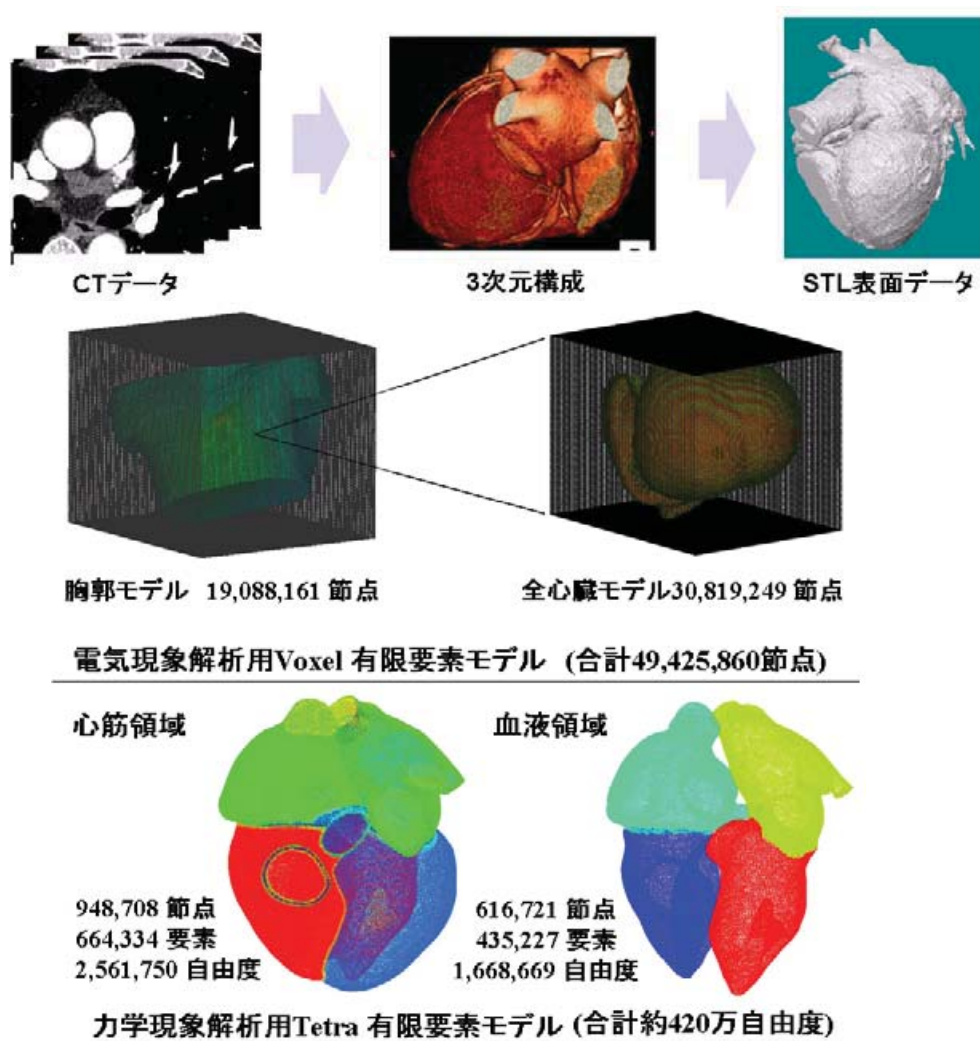 CTデータ
3次元構成
STL表面データ
胸郭モデル 19,088,161 節点
全心臓モデル30,819,249 節点
電気現象解析用Voxel 有限要素モデル (合計49,425,860節点)
心筋領域
948,708 節点
664,334 要素
2,561,750 自由度
血液領域
616,721 節点
435,227 要素
1,668,669 自由度
力学現象解析用Tetra 有限要素モデル (合計約420万自由度)